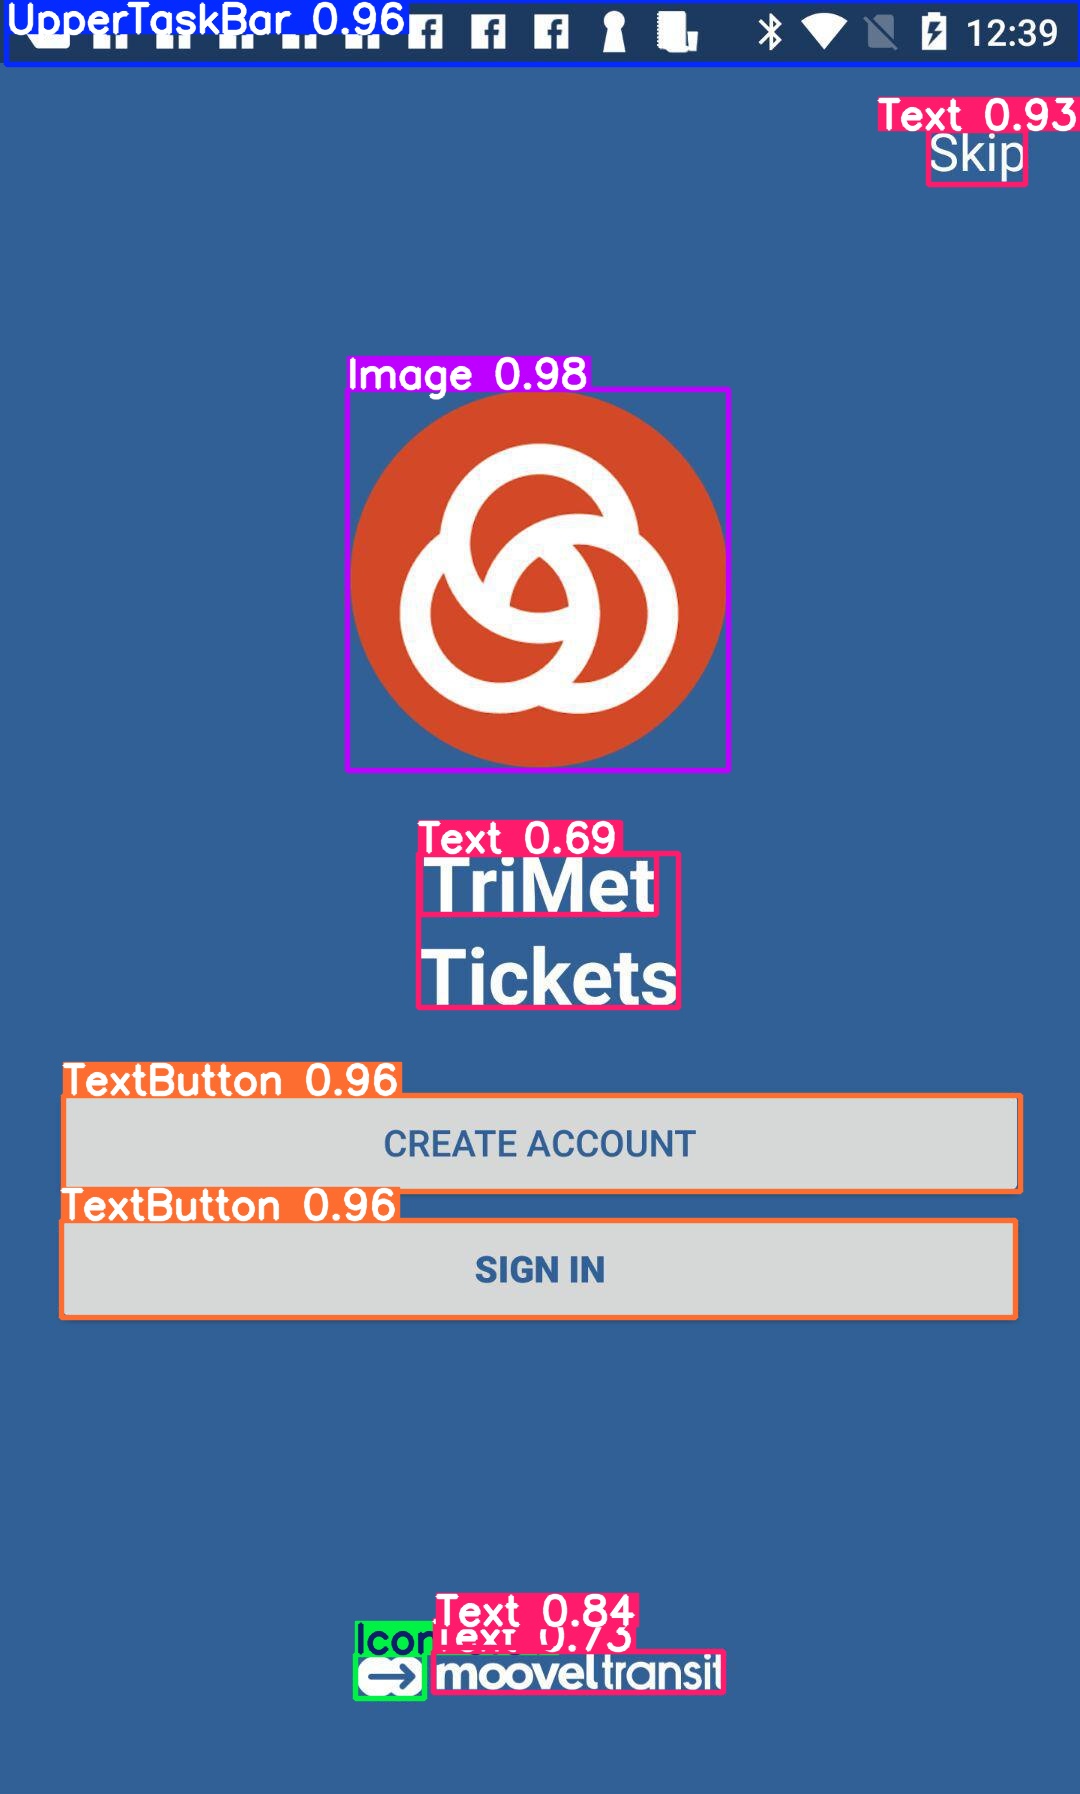 UpperTaskBar 0.96
12:39
Text 0.93
Skip
Image 0.98
Text 0.69
TriMet
Tickets
TextButton 0.96
CREATE ACCOUNT
TextButton 0.96
SIGN IN
Text 0.84
Text 0.73
mooveltransit